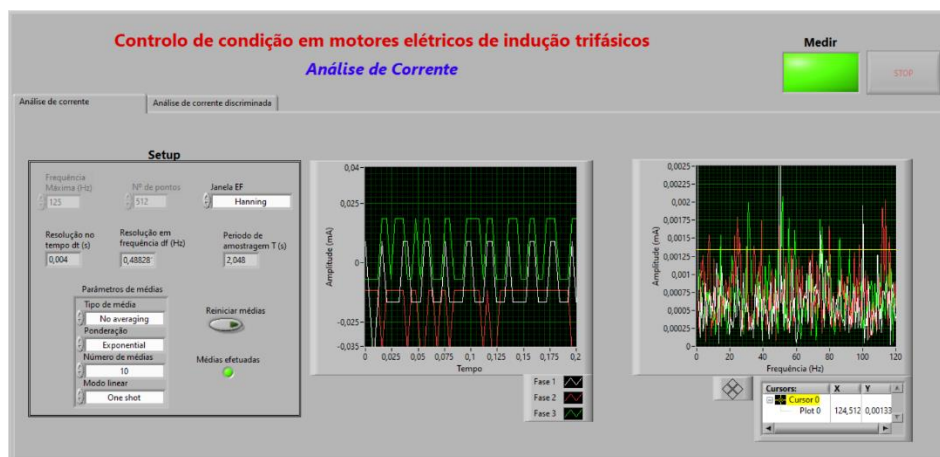 Controlo de condição em motores elétricos de indução trifásicos
Análise de Corrente
Medir
STOP
Análise de corrente
Análise de corrente discriminada
Setup
Frequência Máxima (Hz)
125
Nº de pontos
512
Janela EF
Hanning
Resolução no tempo dt (s)
0,004
Resolução em frequência df (Hz)
0,48828
Período de amostragem T (s)
2,048
Parâmetros de médias
Tipo de média
No averaging
Ponderação
Exponential
Número de médias
10
Modo linear
One shot
Reiniciar médias
Médias efetuadas
Amplitude (mA)
0,04
0,025
0
-0,025
-0,035
0 0,025 0,05 0,075 0,1 0,125 0,15 0,175 0,2
Tempo
Fase 1
Fase 2
Fase 3
Amplitude (mA)
0,0025
0,00225
0,002
0,00175
0,0015
0,00125
0,001
0,00075
0,0005
0,00025
0
0 20 40 60 80 100 120
Frequência (Hz)
Cursors: X Y
Cursor 0
Plot 0 124,512 0,00133